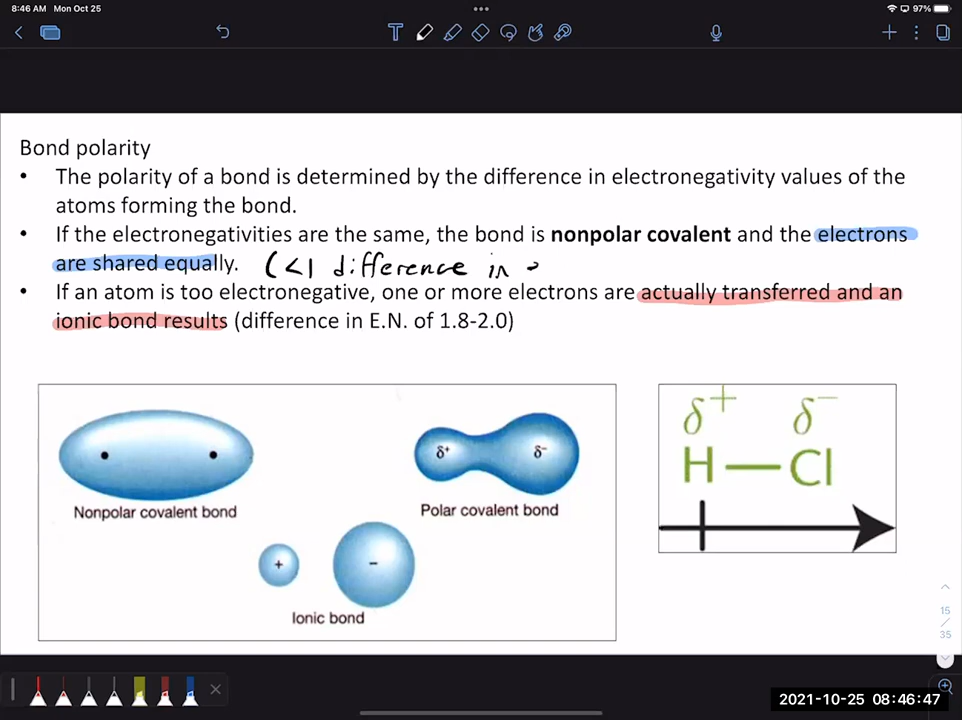 8:46 AM Mon Oct 25
97%
Bond polarity
• The polarity of a bond is determined by the difference in electronegativity values of the
atoms forming the bond.
• If the electronegativities are the same, the bond is nonpolar covalent and the electrons
are shared equally. (<1 difference in
• If an atom is too electronegative, one or more electrons are actually transferred and an
ionic bond results (difference in E.N. of 1.8-2.0)
δ+ δ−
H — Cl
δ+ δ−
Nonpolar covalent bond
Polar covalent bond
+ −
Ionic bond
15
/
35
2021-10-25 08:46:47